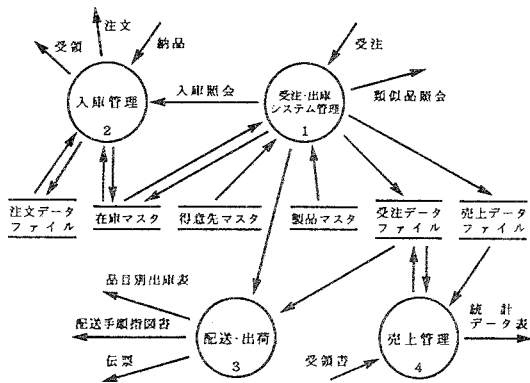 注文
受領
納品
受注
入庫管理
2
入庫照会
受注・出庫
システム管理
1
類似品照会
注文データ
ファイル
在庫マスタ
得意先マスタ
製品マスタ
受注データ
ファイル
売上データ
ファイル
品目別出庫表
配送手順指図書
伝票
配送・出荷
3
受領書
売上管理
4
統計
データ表